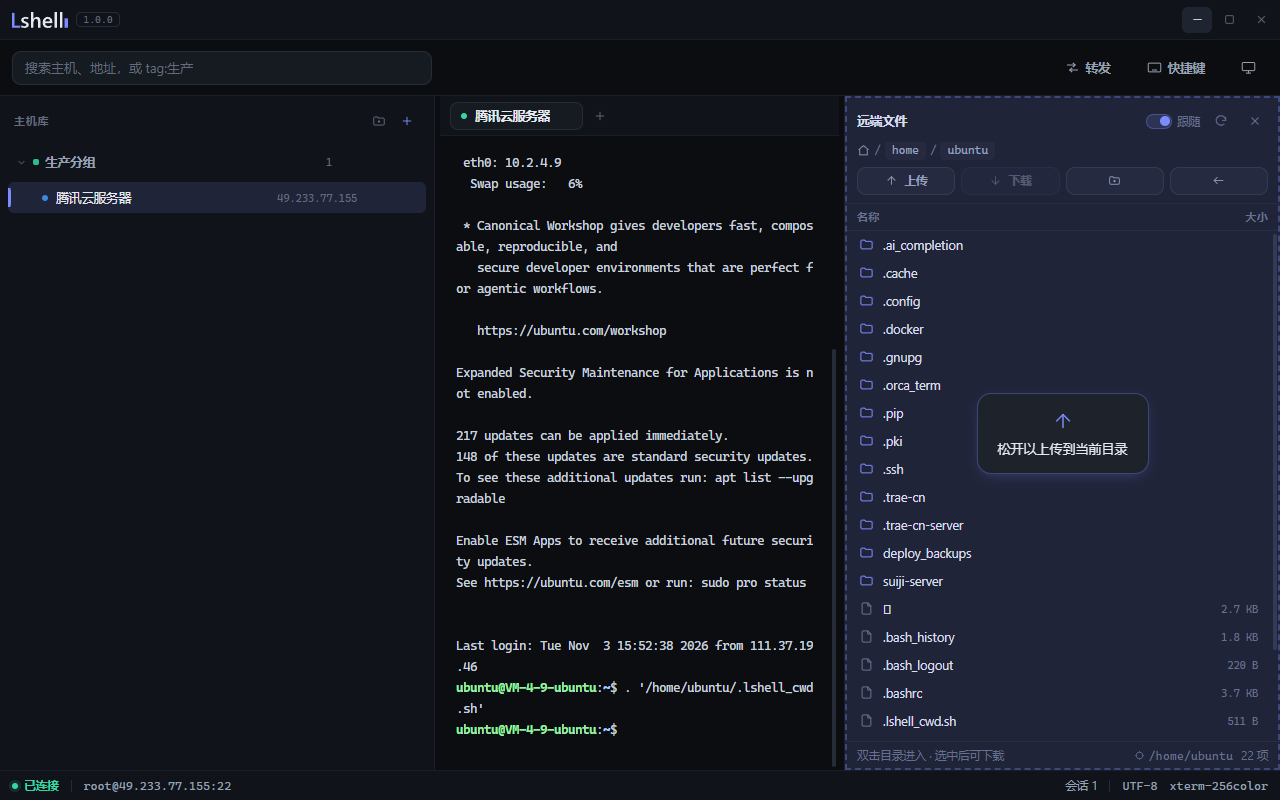 Lshell 1.0.0
搜索主机、地址，或 tag:生产
转发
快捷键
主机库
生产分组 1
腾讯云服务器 49.233.77.155
腾讯云服务器
eth0: 10.2.4.9
Swap usage: 6%
* Canonical Workshop gives developers fast, compos
able, reproducible, and
secure developer environments that are perfect f
or agentic workflows.
https://ubuntu.com/workshop
Expanded Security Maintenance for Applications is n
ot enabled.
217 updates can be applied immediately.
148 of these updates are standard security updates.
To see these additional updates run: apt list --upg
radable
Enable ESM Apps to receive additional future securi
ty updates.
See https://ubuntu.com/esm or run: sudo pro status
Last login: Tue Nov  3 15:52:38 2026 from 111.37.19
.46
ubuntu@VM-4-9-ubuntu:~$ . '/home/ubuntu/.lshell_cwd
.sh'
ubuntu@VM-4-9-ubuntu:~$
远端文件
跟随
/ home / ubuntu
上传
下载
名称 大小
.ai_completion
.cache
.config
.docker
.gnupg
.orca_term
.pip
.pki
.ssh
.trae-cn
.trae-cn-server
deploy_backups
suiji-server
2.7 KB
.bash_history 1.8 KB
.bash_logout 220 B
.bashrc 3.7 KB
.lshell_cwd.sh 511 B
松开以上传到当前目录
双击目录进入 · 选中后可下载
/home/ubuntu 22 项
已连接
root@49.233.77.155:22
会话 1
UTF-8 xterm-256color